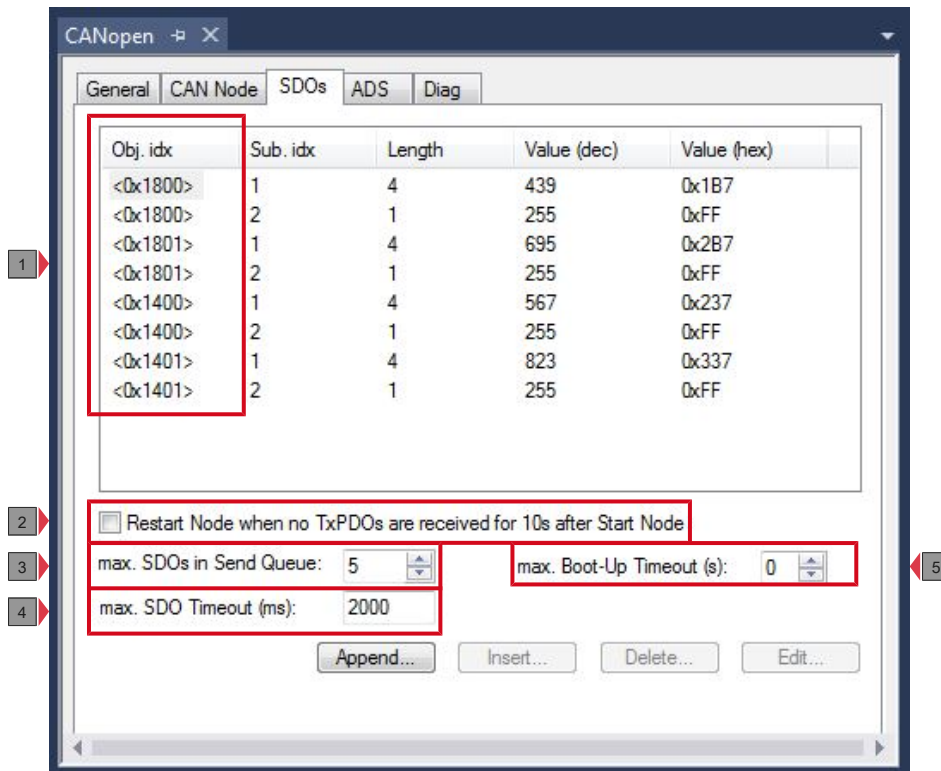 CANopen
General CAN Node SDOs ADS Diag
Obj. idx Sub. idx Length Value (dec) Value (hex)
<0x1800> 1 4 439 0x1B7
<0x1800> 2 1 255 0xFF
<0x1801> 1 4 695 0x2B7
1
<0x1801> 2 1 255 0xFF
<0x1400> 1 4 567 0x237
<0x1400> 2 1 255 0xFF
<0x1401> 1 4 823 0x337
<0x1401> 2 1 255 0xFF
2 Restart Node when no TxPDOs are received for 10s after Start Node
3 max. SDOs in Send Queue: 5 max. Boot-Up Timeout (s): 0 5
4 max. SDO Timeout (ms): 2000
Append... Insert... Delete... Edit...